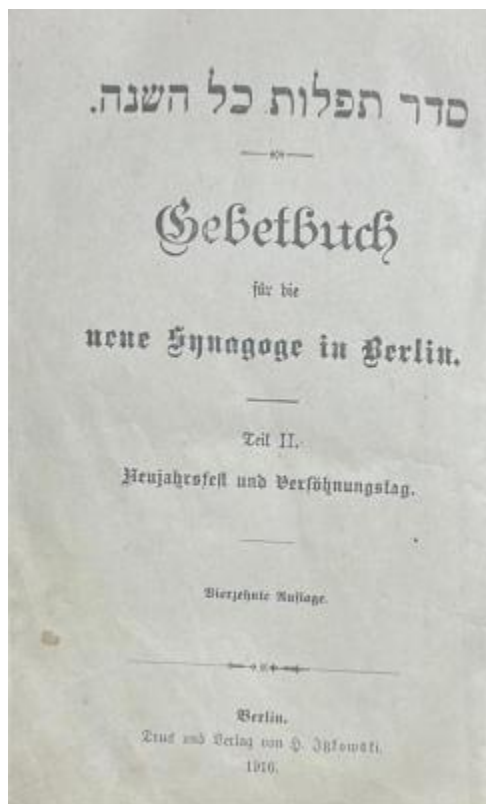 סדר תפלות כל השנה.
Gebetbuch
für die
neue Synagoge in Berlin.
Teil II.
Neujahrsfest und Versöhnungstag.
Vierzehnte Auflage.
Berlin.
Druck und Verlag von H. Itzkowski.
1916.